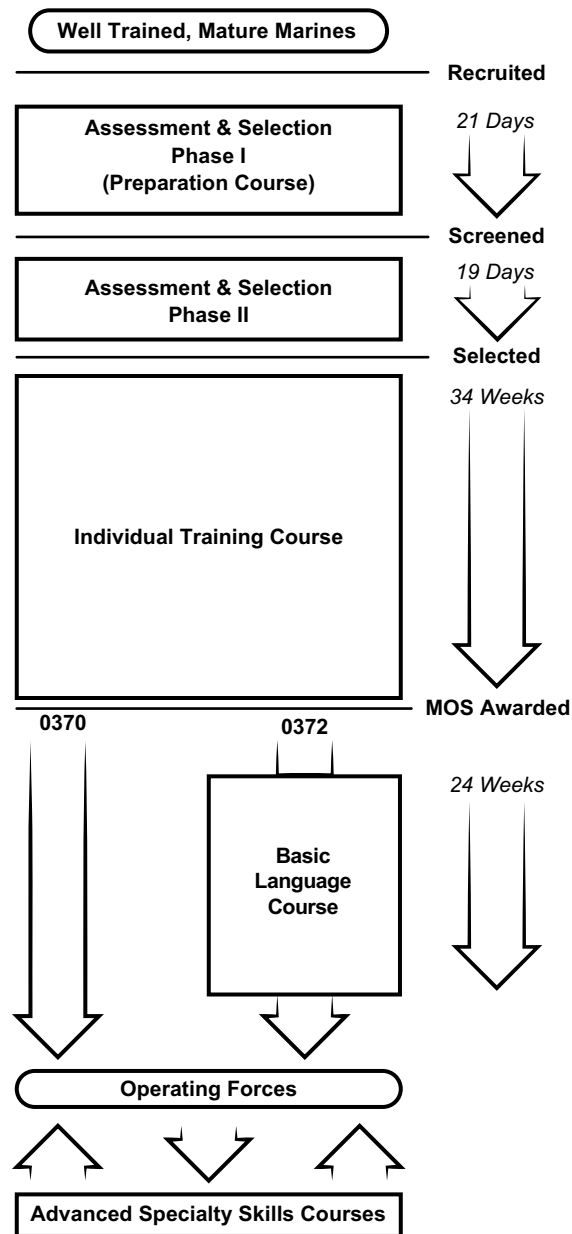 Well Trained, Mature Marines
Recruited
Assessment & Selection
Phase I
(Preparation Course)
21 Days
Screened
Assessment & Selection
Phase II
19 Days
Selected
34 Weeks
Individual Training Course
MOS Awarded
0370
0372
24 Weeks
Basic
Language
Course
Operating Forces
Advanced Specialty Skills Courses